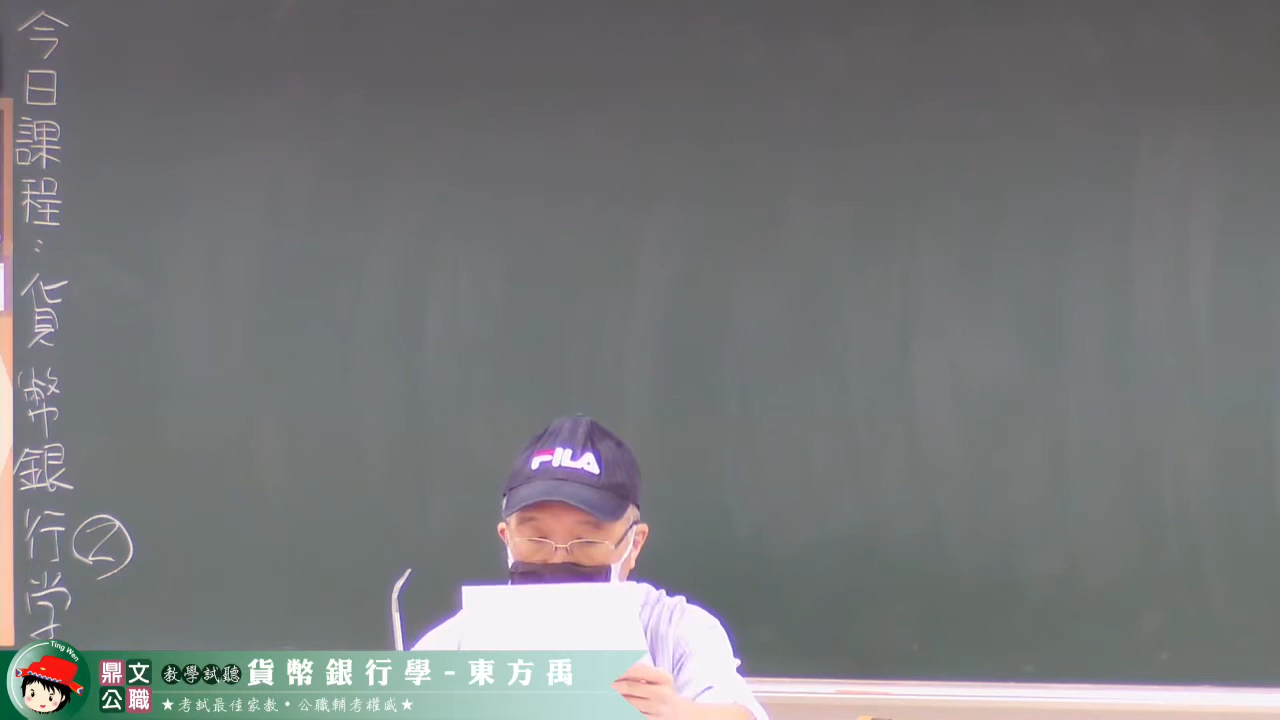 今日課程：貨幣銀行学
②
FILA
Ting Wen
鼎文公職
教學試聽
貨幣銀行學-東方禹
★考試最佳家教•公職輔考權威★